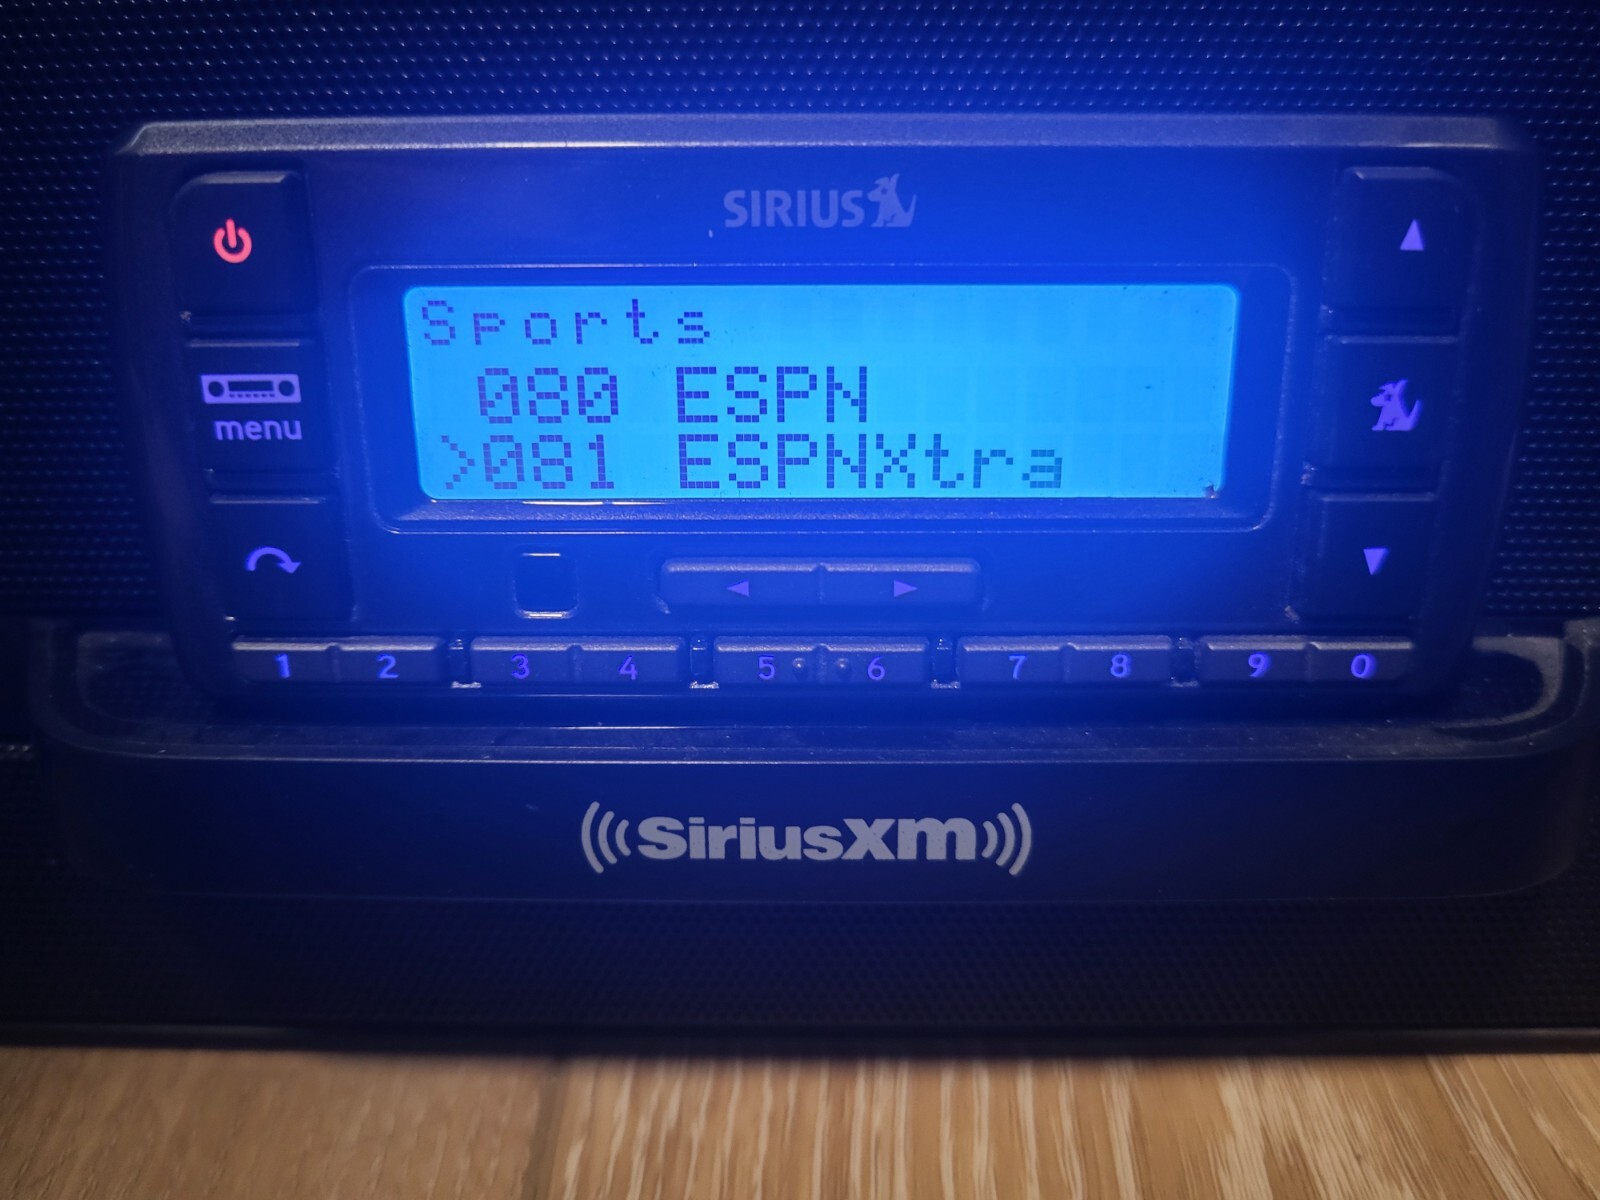 SIRIUS
Sports
080 ESPN
>081 ESPNXtra
menu
1 2 3 4 5 6 7 8 9 0
SiriusXM